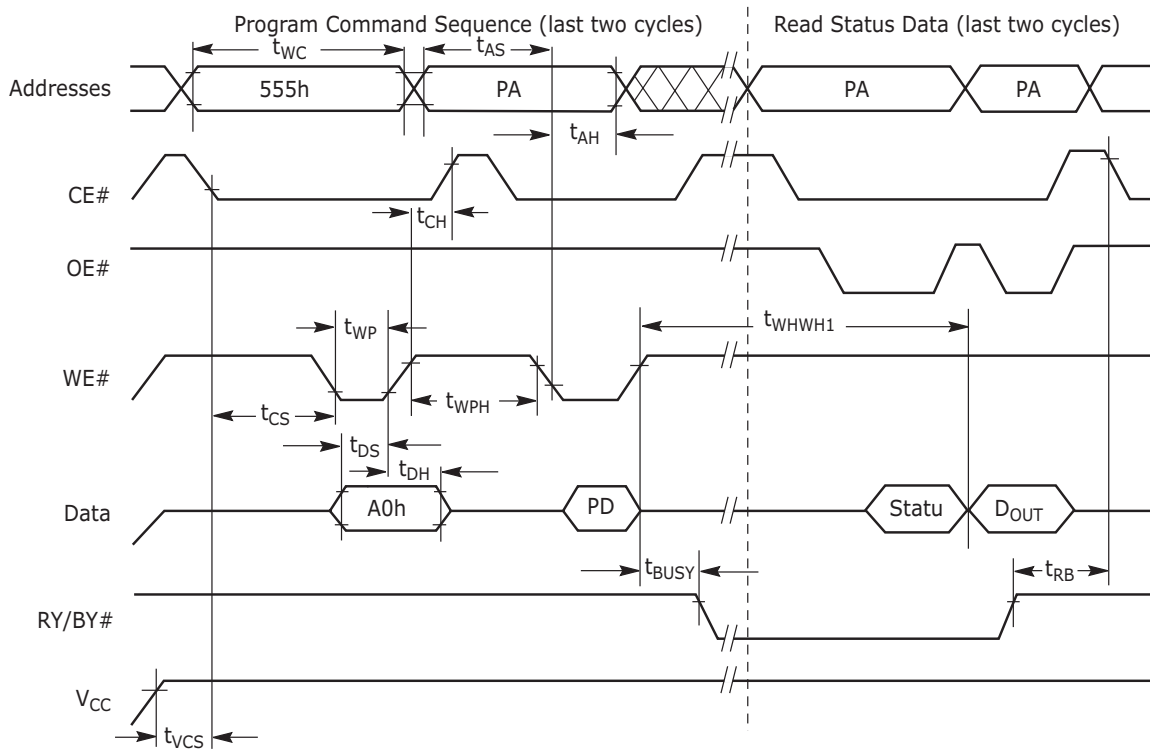 Program Command Sequence (last two cycles)
Read Status Data (last two cycles)
tWC
tAS
Addresses
555h
PA
PA
PA
tAH
CE#
tCH
OE#
tWP
tWHWH1
WE#
tCS
tWPH
tDS
tDH
Data
A0h
PD
Statu
DOUT
tBUSY
tRB
RY/BY#
VCC
tVCS